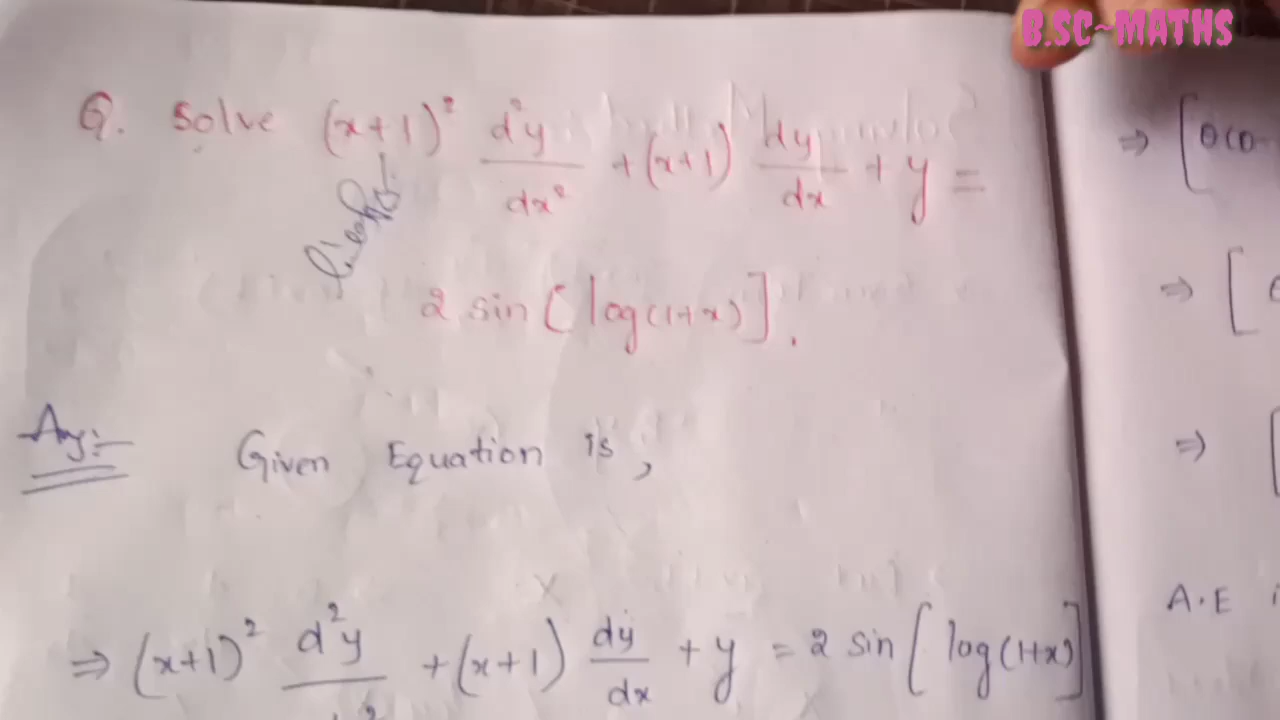 B.SC~MATHS
Q. Solve (x+1)² d²y/dx² + (x+1) dy/dx + y =
2 sin [log(1+x)].
Ans:-
Given Equation is,
⇒ (x+1)² d²y + (x+1) dy/dx + y = 2 sin [log(1+x)]
⇒ [θ(θ-
⇒ [
⇒ [
A.E